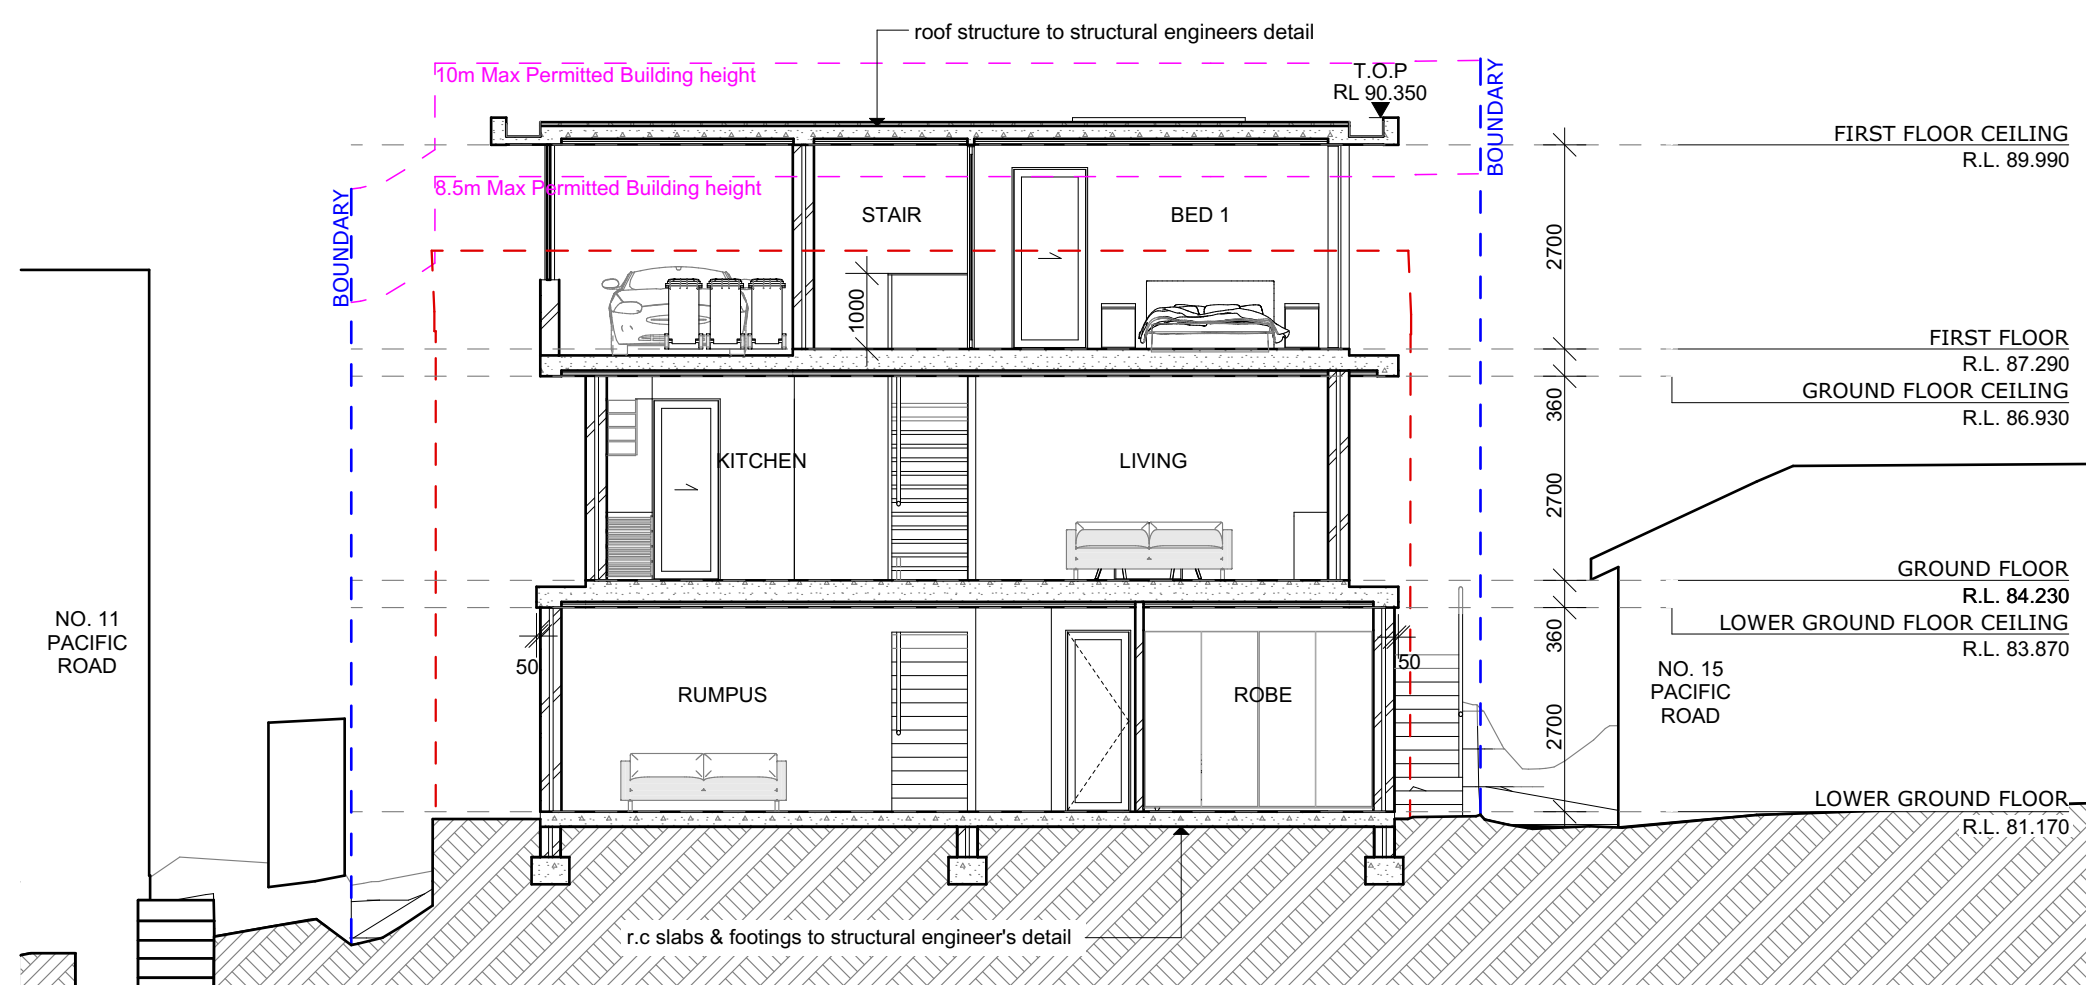 roof structure to structural engineers detail
10m Max Permitted Building height
T.O.P
RL 90.350
BOUNDARY
FIRST FLOOR CEILING
R.L. 89.990
8.5m Max Permitted Building height
BOUNDARY
STAIR
BED 1
2700
1000
FIRST FLOOR
R.L. 87.290
360
GROUND FLOOR CEILING
R.L. 86.930
KITCHEN
LIVING
2700
GROUND FLOOR
R.L. 84.230
360
LOWER GROUND FLOOR CEILING
R.L. 83.870
NO. 11
PACIFIC
ROAD
50
50
RUMPUS
ROBE
NO. 15
PACIFIC
ROAD
2700
LOWER GROUND FLOOR
R.L. 81.170
r.c slabs & footings to structural engineer's detail